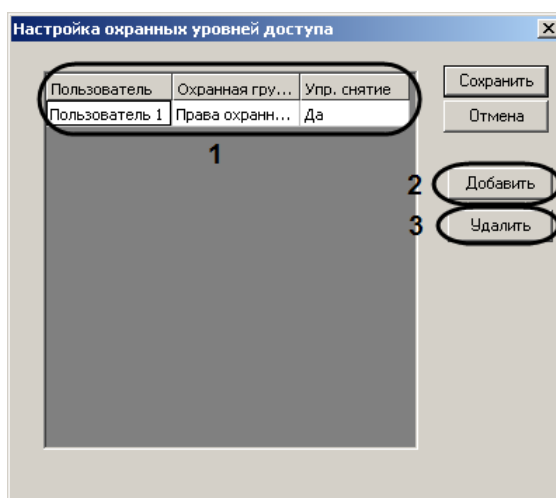 Настройка охранных уровней доступа
Пользователь Охранная гру... Упр. снятие
Пользователь 1 Права охранн... Да
1
Сохранить
Отмена
2 Добавить
3 Удалить